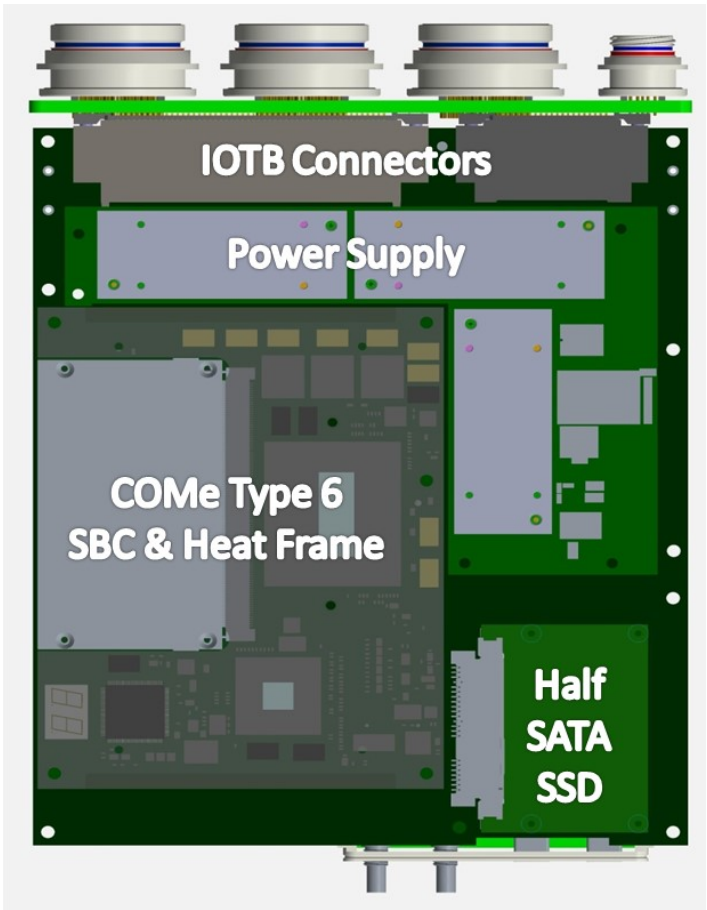 IOTB Connectors
Power Supply
COMe Type 6
SBC & Heat Frame
Half
SATA
SSD